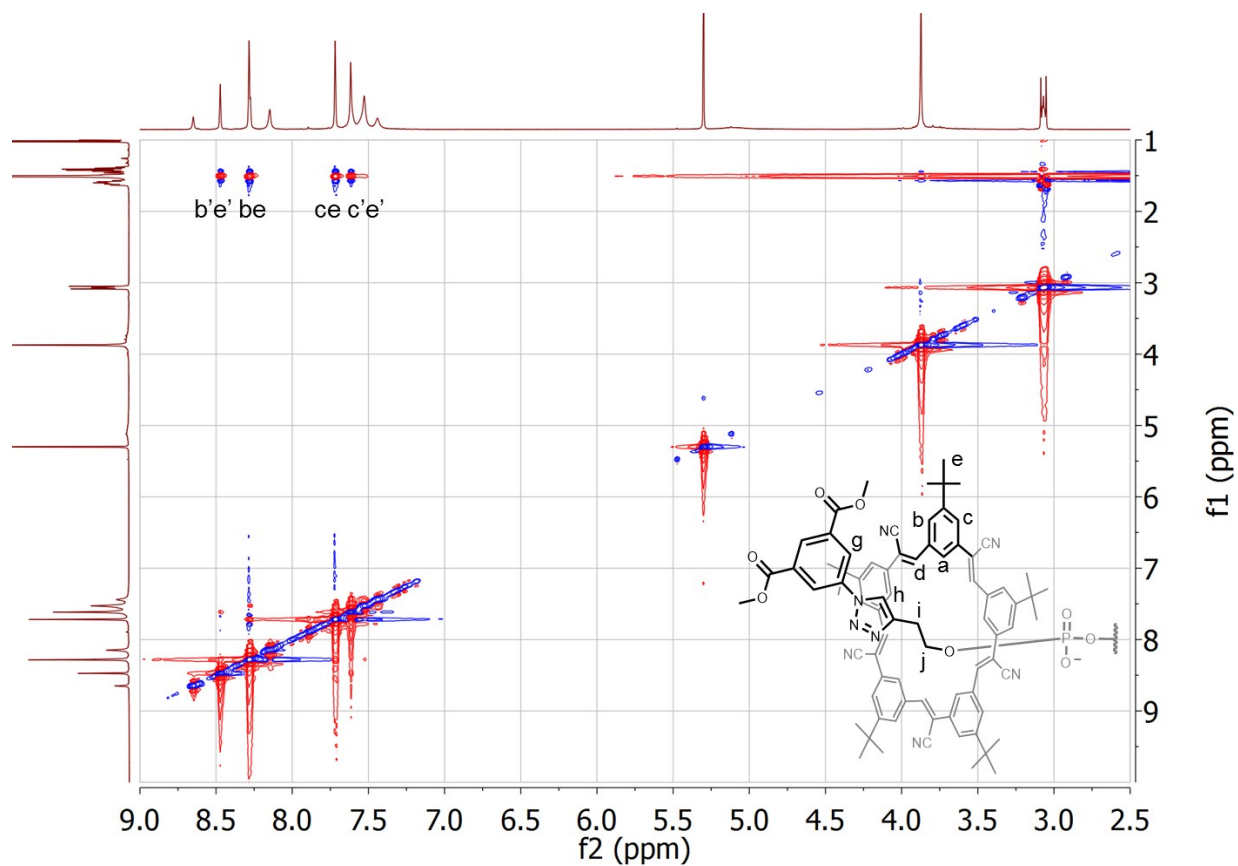 b'e' be ce c'e'
1
2
3
4
5
6
7
8
9
f1 (ppm)
e
O
O
b
c
NC
CN
g
d
a
O
O
h
N
N=N
i
O
j
O
P
O
O-
CN
NC
CN
9.0 8.5 8.0 7.5 7.0 6.5 6.0 5.5 5.0 4.5 4.0 3.5 3.0 2.5
f2 (ppm)